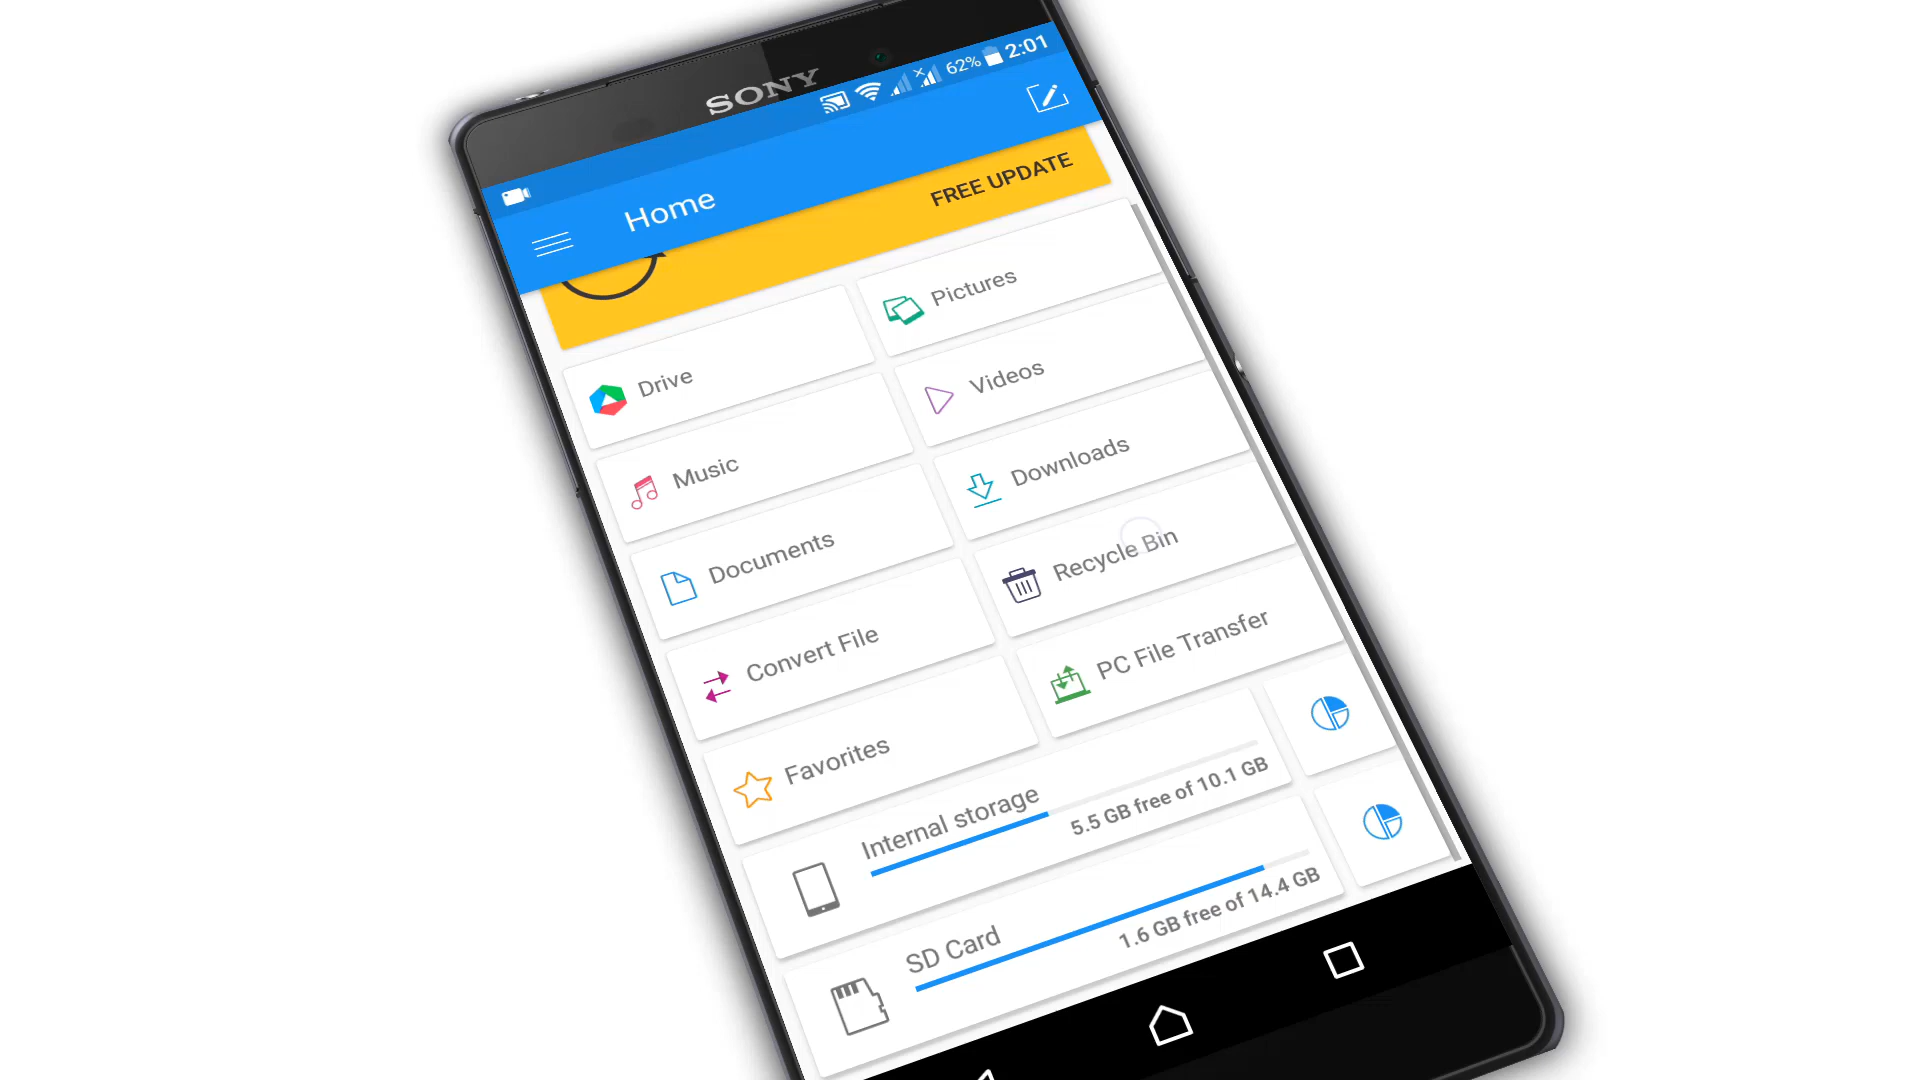 SONY
62% 2:01
Home
FREE UPDATE
Drive
Pictures
Music
Videos
Documents
Downloads
Convert File
Recycle Bin
Favorites
PC File Transfer
Internal storage
5.5 GB free of 10.1 GB
SD Card
1.6 GB free of 14.4 GB